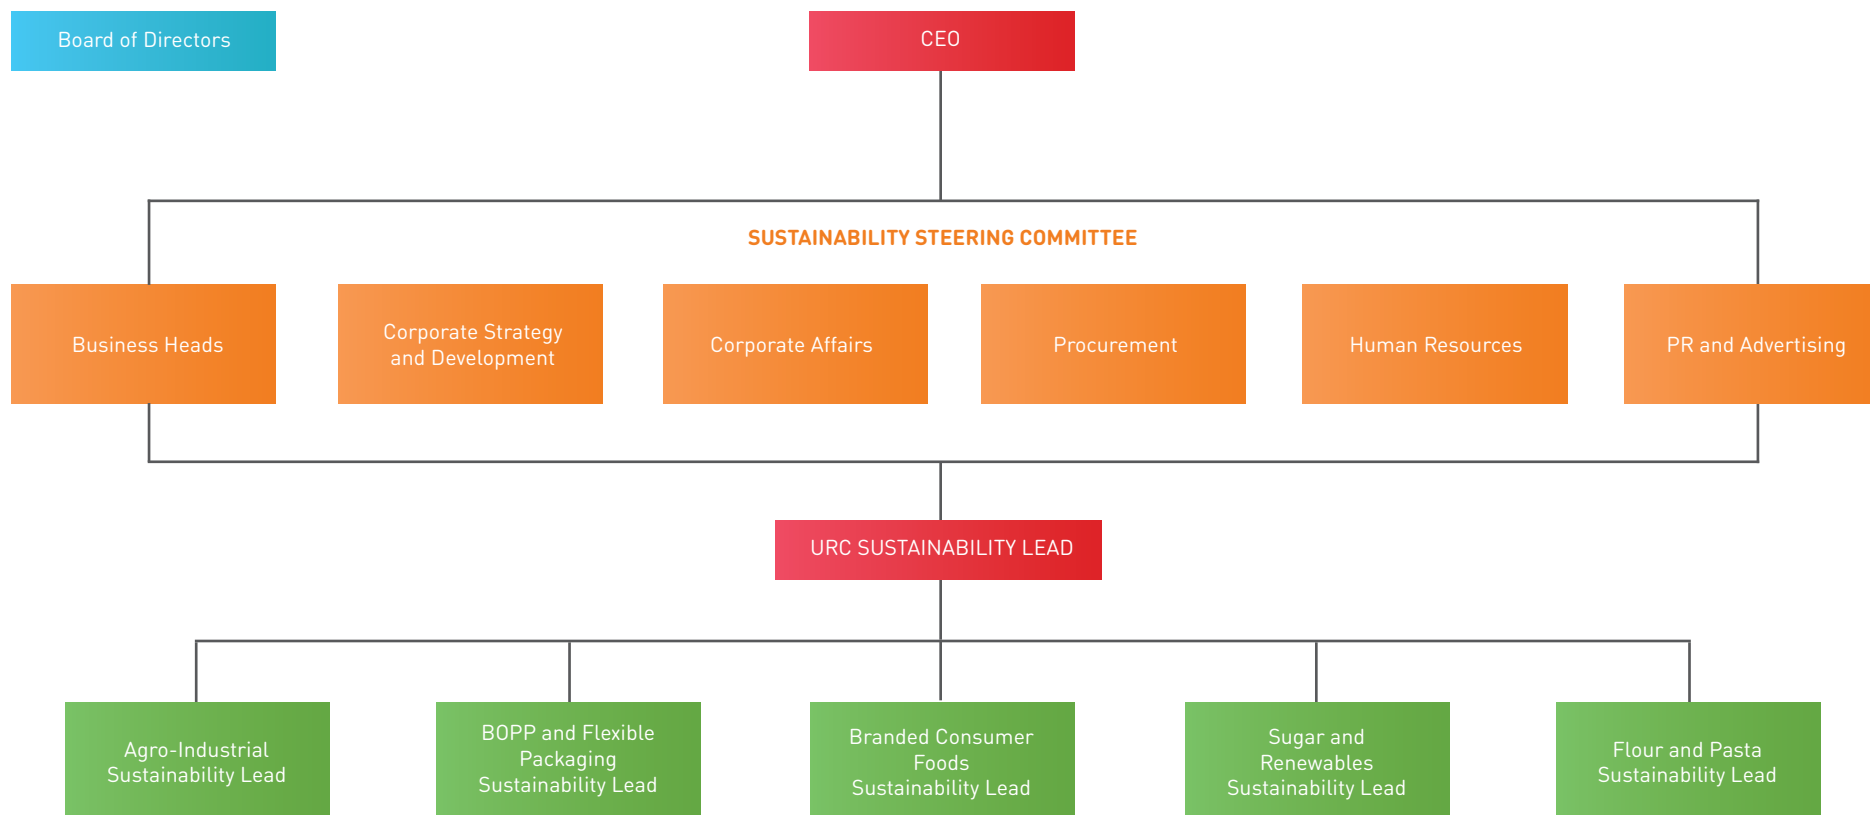 Board of Directors
CEO
SUSTAINABILITY STEERING COMMITTEE
Business Heads
Corporate Strategy
and Development
Corporate Affairs
Procurement
Human Resources
PR and Advertising
URC SUSTAINABILITY LEAD
Agro-Industrial
Sustainability Lead
BOPP and Flexible
Packaging
Sustainability Lead
Branded Consumer
Foods
Sustainability Lead
Sugar and
Renewables
Sustainability Lead
Flour and Pasta
Sustainability Lead